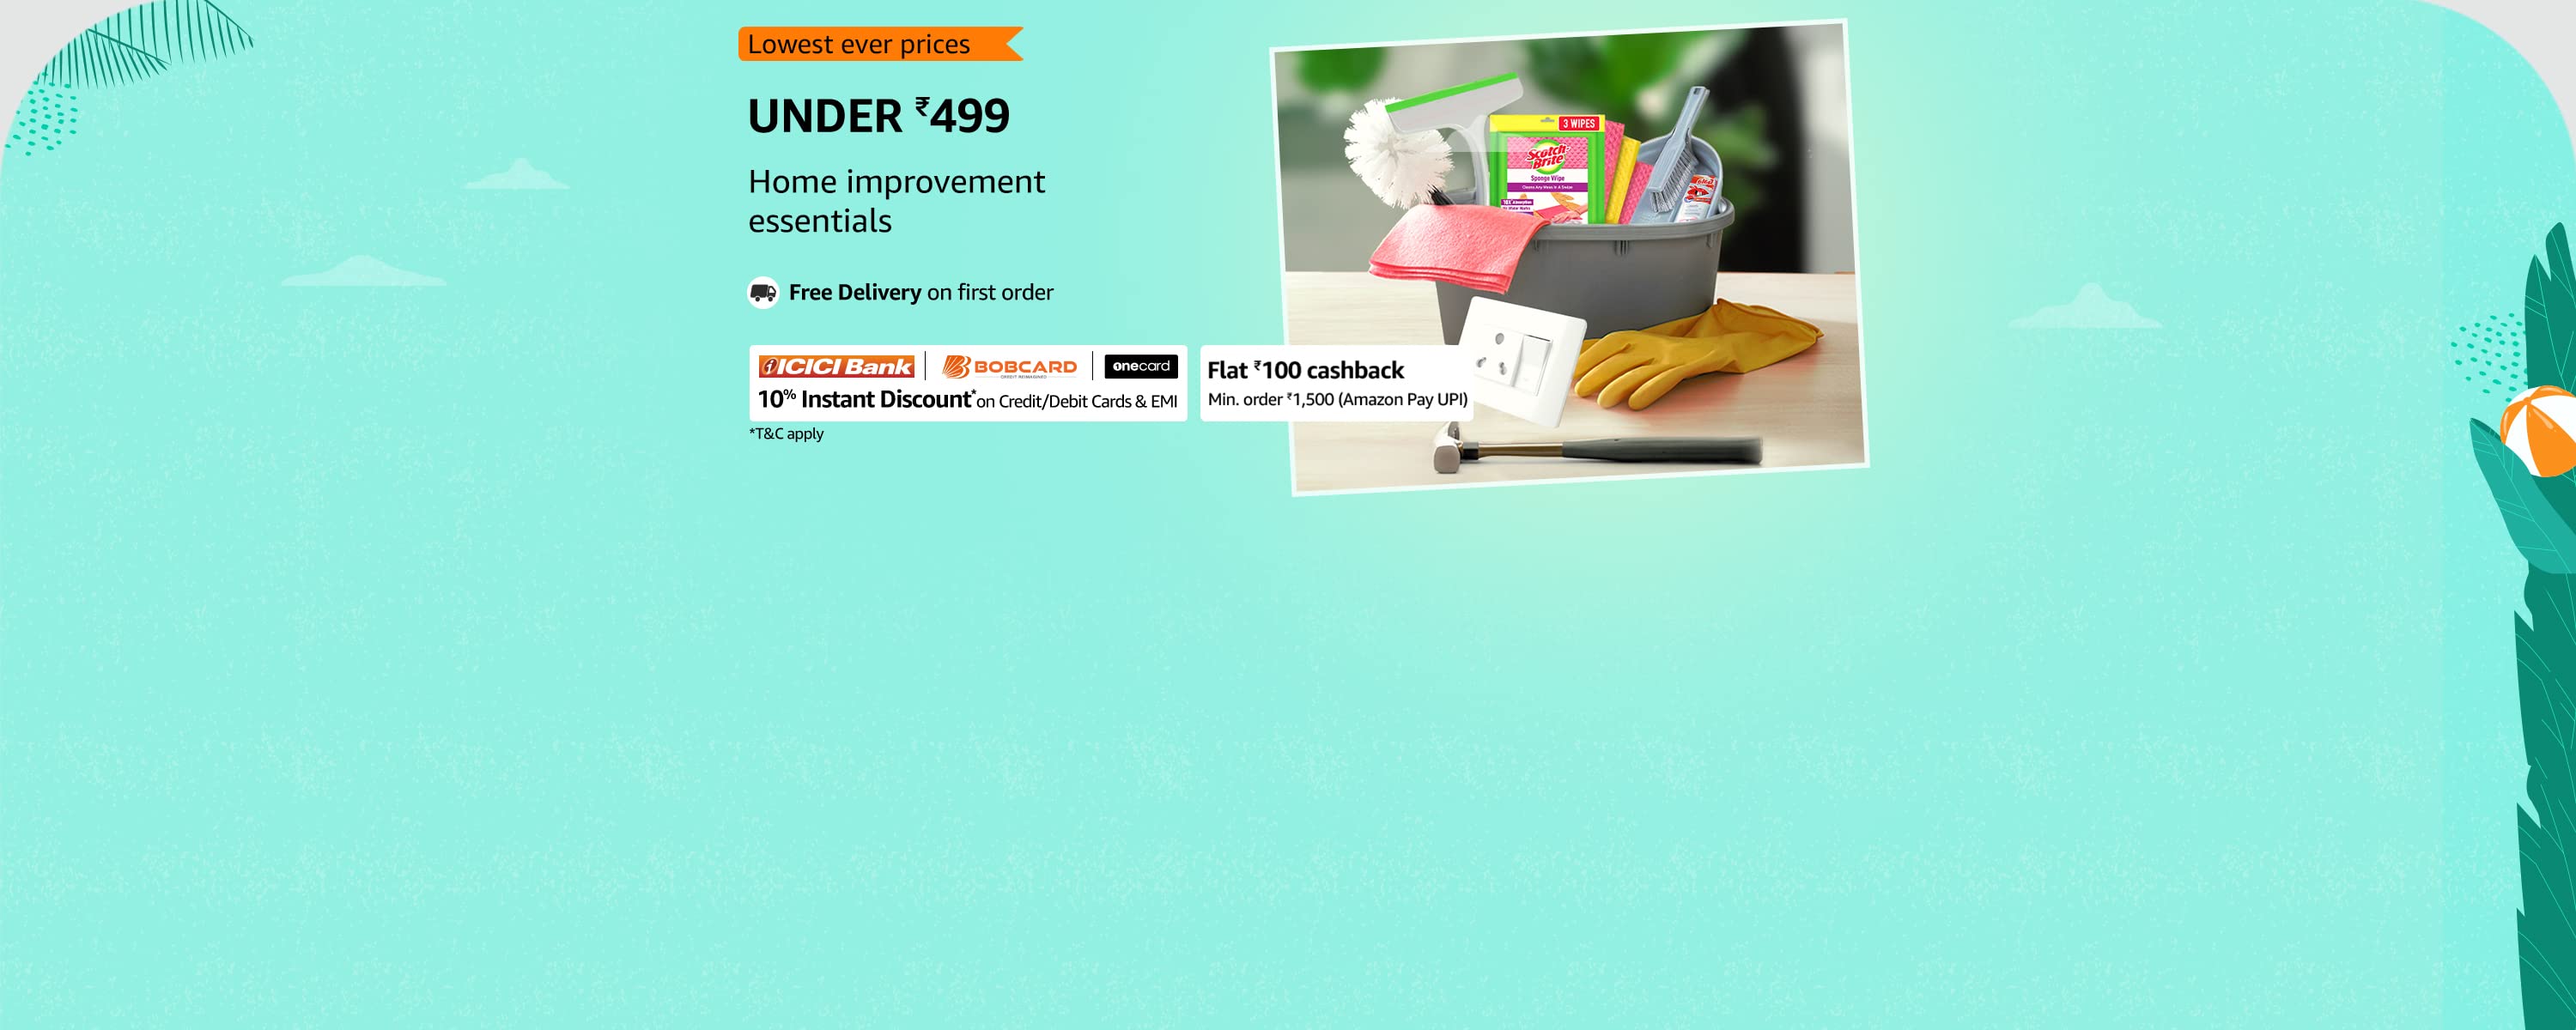 Lowest ever prices
UNDER ₹499
Home improvement
essentials
Free Delivery on first order
ICICI Bank | BOBCARD | onecard
CREDIT REIMAGINED
10% Instant Discount* on Credit/Debit Cards & EMI
Flat ₹100 cashback
Min. order ₹1,500 (Amazon Pay UPI)
*T&C apply
3 WIPES
Scotch
Brite
Sponge Wipe